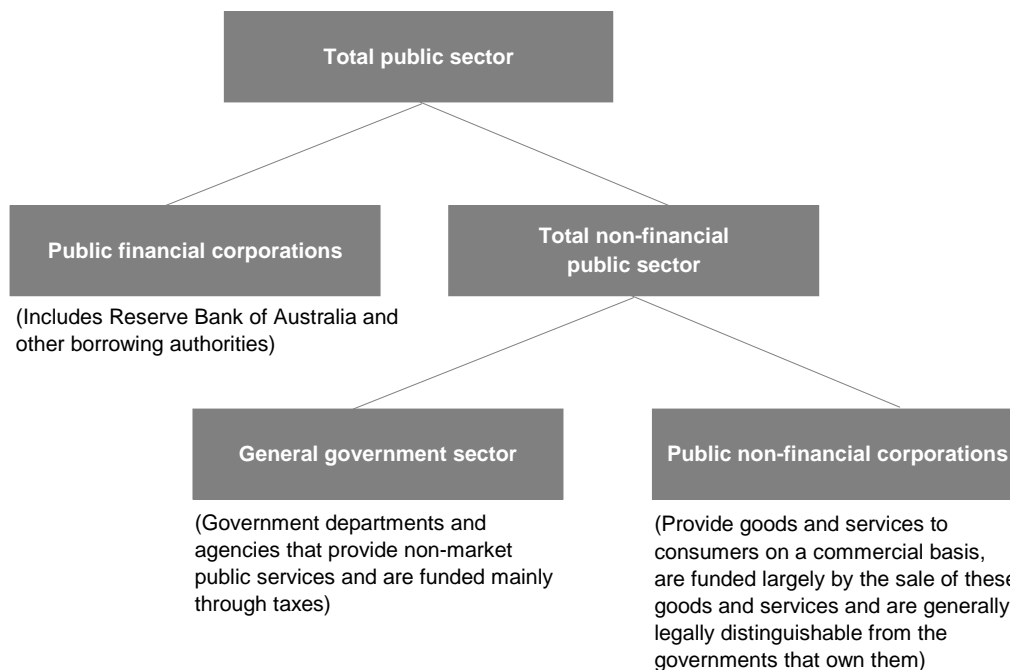 Total public sector
Public financial corporations
Total non-financial
public sector
(Includes Reserve Bank of Australia and
other borrowing authorities)
General government sector
Public non-financial corporations
(Government departments and
agencies that provide non-market
public services and are funded mainly
through taxes)
(Provide goods and services to
consumers on a commercial basis,
are funded largely by the sale of these
goods and services and are generally
legally distinguishable from the
governments that own them)